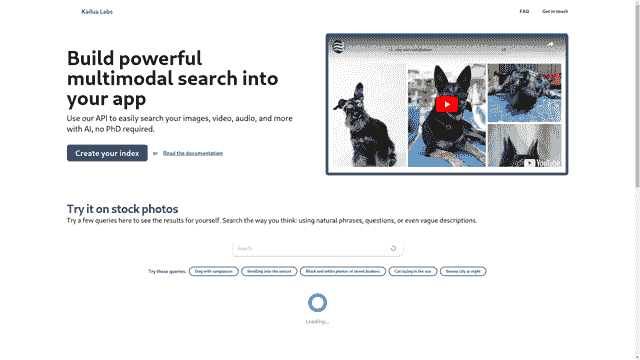 Kailua Labs
FAQ
Get in touch
Build powerful
multimodal search into
your app
Use our API to easily search your images, video, audio, and more
with AI, no PhD required.
Create your index
or
Read the documentation
YouTube
Try it on stock photos
Try a few queries here to see the results for yourself. Search the way you think: using natural phrases, questions, or even vague descriptions.
Search
Try these queries:
Dog with sunglasses
Strolling into the sunset
Black and white photos of street buskers
Cat lazing in the sun
Snowy city at night
Loading...